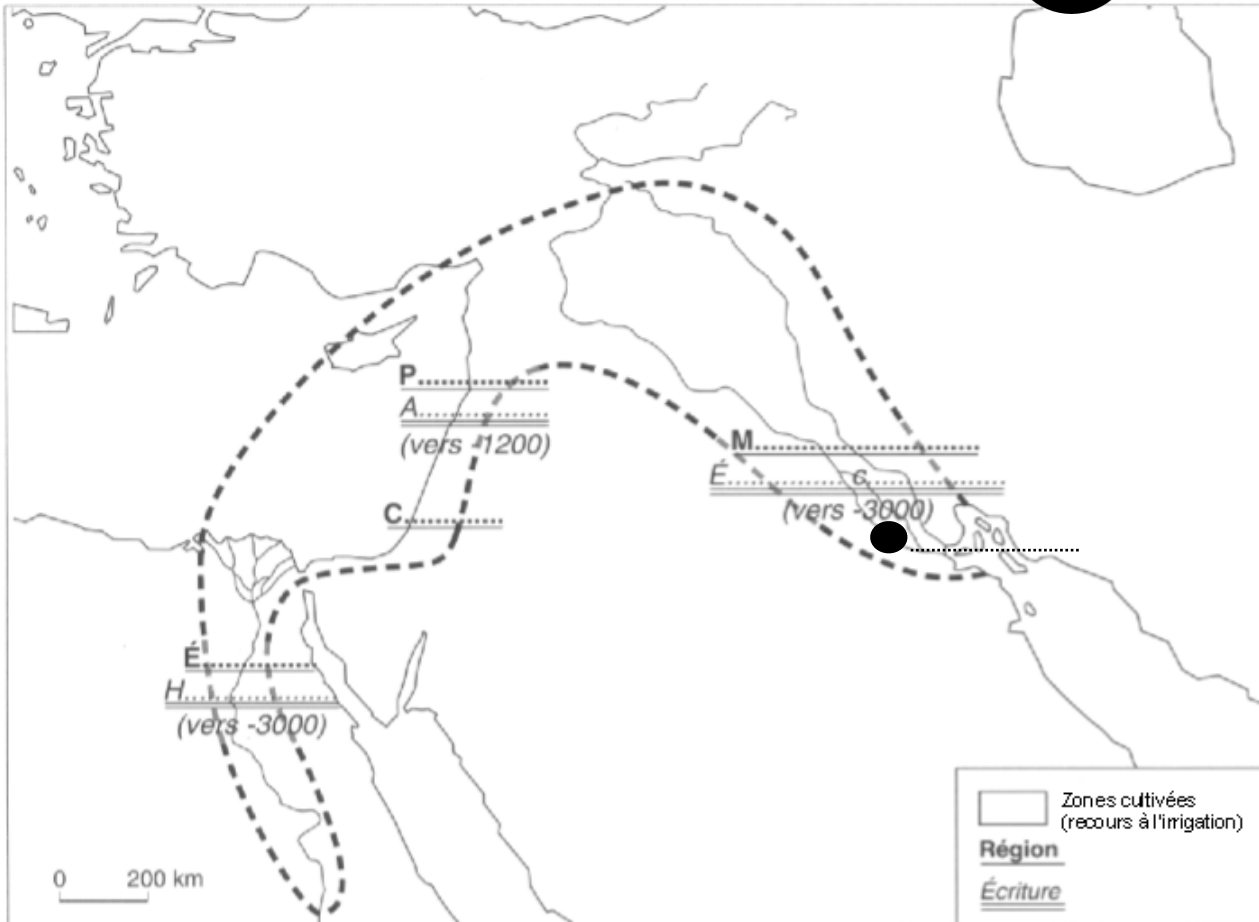 P..................
A..................
(vers -1200)
M..................
É..................c
(vers -3000)
C..................
..................
É..................
H..................
(vers -3000)
Zones cultivées
(recours à l'irrigation)
Région
Écriture
0 200 km